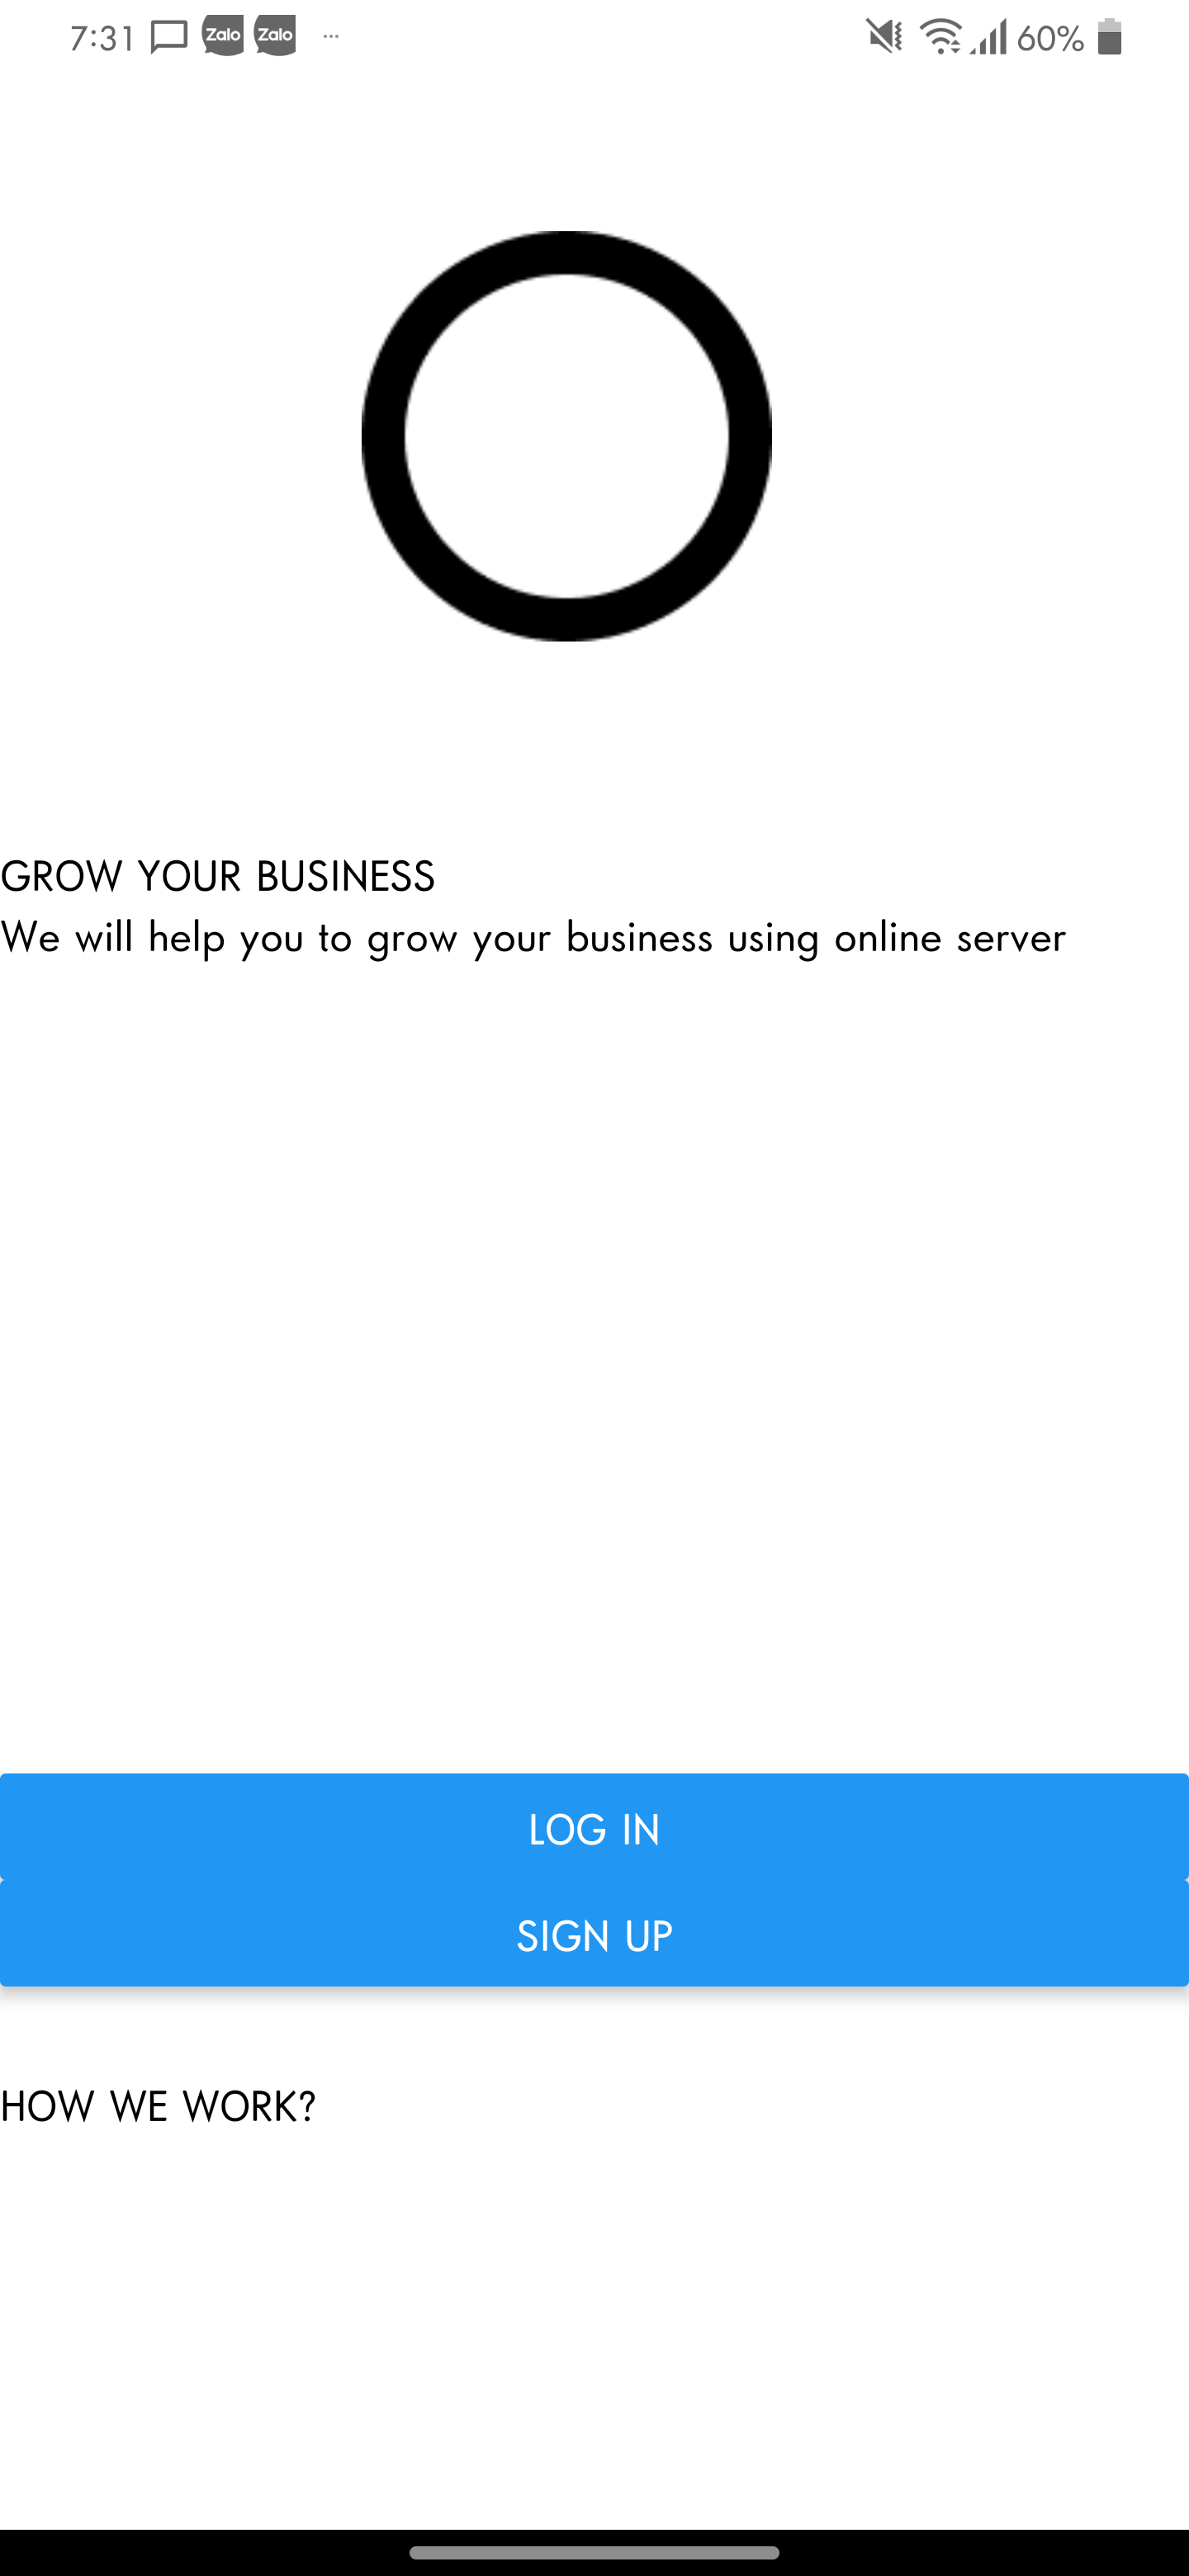 7:31 Zalo Zalo ... 60%
GROW YOUR BUSINESS
We will help you to grow your business using online server
LOG IN
SIGN UP
HOW WE WORK?